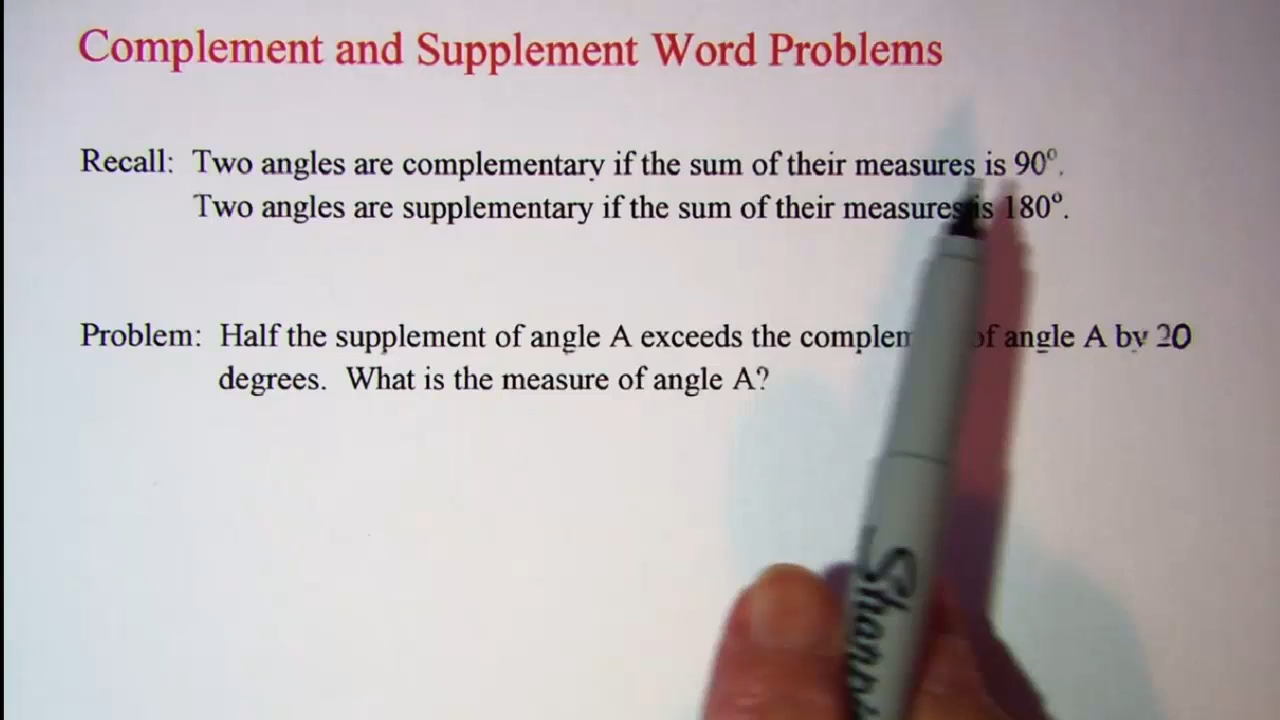 Complement and Supplement Word Problems
Recall: Two angles are complementary if the sum of their measures is 90°.
Two angles are supplementary if the sum of their measures is 180°.
Problem: Half the supplement of angle A exceeds the complem of angle A by 20
degrees. What is the measure of angle A?